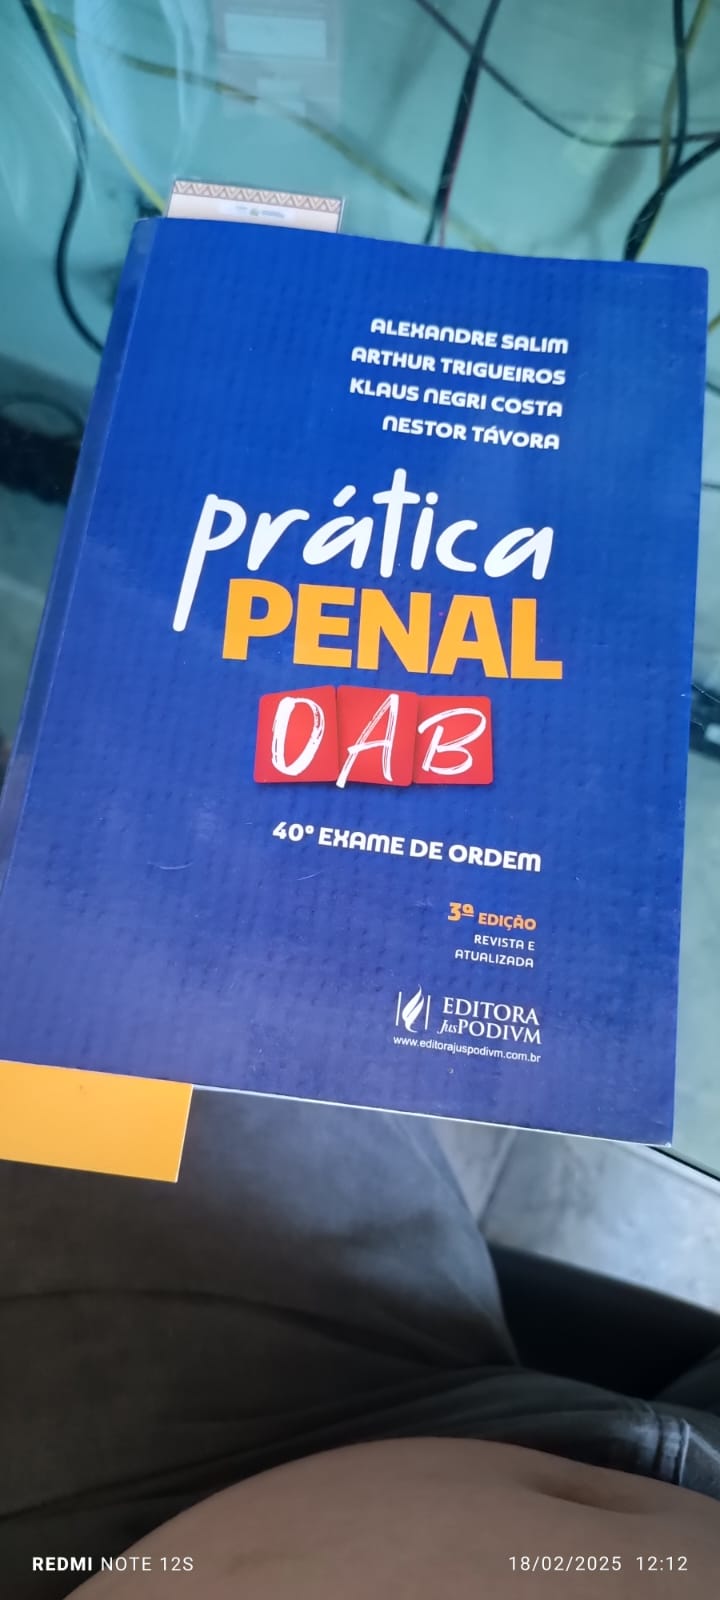 ALEXANDRE SALIM
ARTHUR TRIGUEIROS
KLAUS NEGRI COSTA
NESTOR TÁVORA
prática
PENAL
OAB
40º EXAME DE ORDEM
3ª EDIÇÃO
REVISTA E
ATUALIZADA
EDITORA
JusPODIVM
www.editorajuspodivm.com.br
REDMI NOTE 12S
18/02/2025 12:12